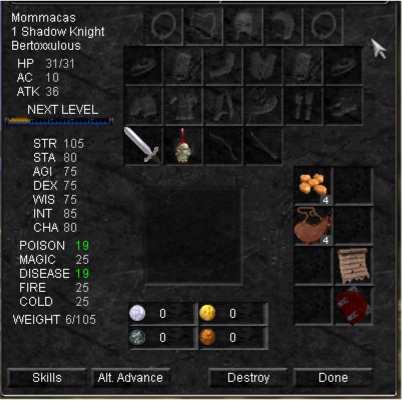 Mommacas
1 Shadow Knight
Bertoxxulous
HP 31/31
AC 10
ATK 36
NEXT LEVEL
STR 105
STA 80
AGI 75
DEX 75
WIS 75
INT 85
CHA 80
POISON 19
MAGIC 25
DISEASE 19
FIRE 25
COLD 25
WEIGHT 6/105
4
4
0 0
0 0
Skills Alt. Advance Destroy Done